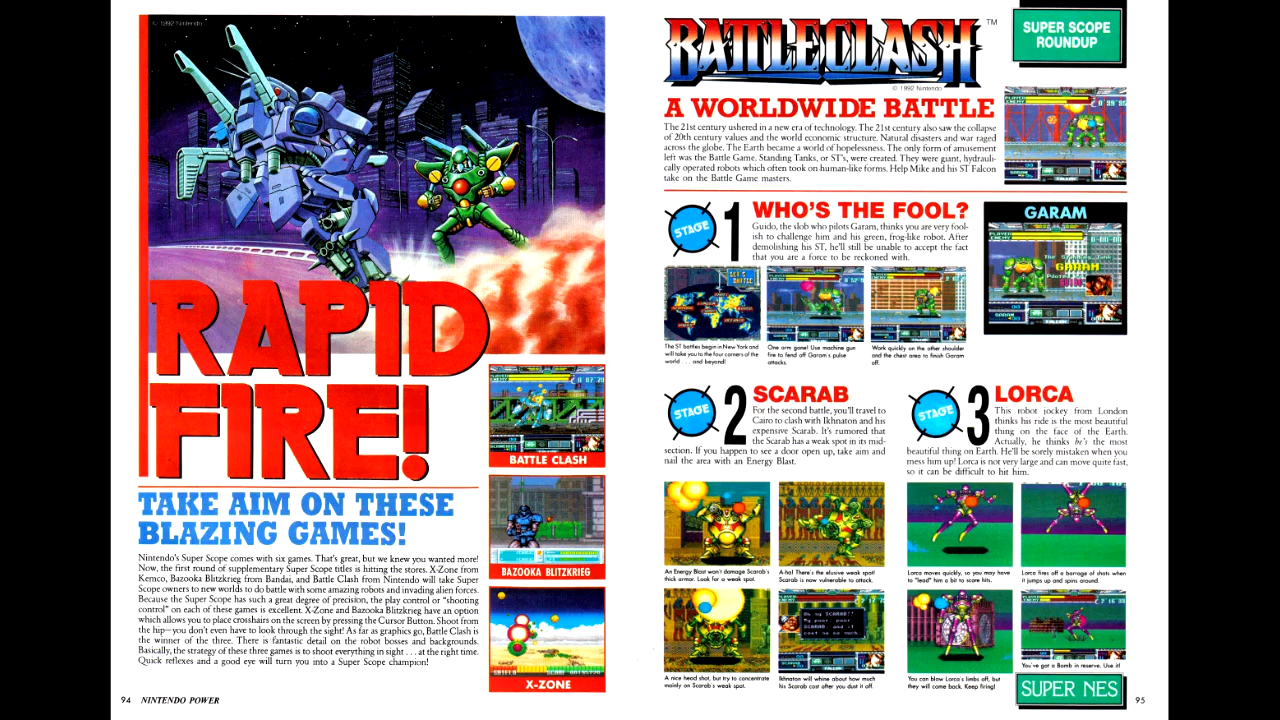 © 1992 Nintendo
RAPID
FIRE!
TAKE AIM ON THESE
BLAZING GAMES!
Nintendo's Super Scope comes with six games. That's great, but we knew you wanted more!
Now, the first round of supplementary Super Scope titles is hitting the stores. X-Zone from
Kemco, Bazooka Blitzkrieg from Bandai, and Battle Clash from Nintendo will take Super
Scope owners to new worlds to do battle with some amazing robots and invading alien forces.
Because the Super Scope has such a great degree of precision, the play control or "shooting
control" on each of these games is excellent. X-Zone and Bazooka Blitzkrieg have an option
which allows you to place crosshairs on the screen by pressing the Cursor Button. Shoot from
the hip—you don't even have to look through the sight! As far as graphics go, Battle Clash is
the winner of the three. There is fantastic detail on the robot bosses and backgrounds.
Basically, the strategy of these three games is to shoot everything in sight . . . at the right time.
Quick reflexes and a good eye will turn you into a Super Scope champion!
BATTLE CLASH
BAZOOKA BLITZKRIEG
X-ZONE
94 NINTENDO POWER
BATTLECLASH™
© 1992 Nintendo
SUPER SCOPE
ROUNDUP
A WORLDWIDE BATTLE
The 21st century ushered in a new era of technology. The 21st century also saw the collapse
of 20th century values and the world economic structure. Natural disasters and war raged
across the globe. The Earth became a world of hopelessness. The only form of amusement
left was the Battle Game. Standing Tanks, or ST's, were created. They were giant, hydrauli-
cally operated robots which often took on-human-like forms. Help Mike and his ST Falcon
take on the Battle Game masters.
STAGE 1
WHO'S THE FOOL?
Guido, the slob who pilots Garam, thinks you are very fool-
ish to challenge him and his green, frog-like robot. After
demolishing his ST, he'll still be unable to accept the fact
that you are a force to be reckoned with.
GARAM
GARAM
The ST battles begin in New York and
will take you to the four corners of the
world . . . and beyond!
One arm gone! Use machine gun
fire to fend off Garam's pulse
attacks.
Work quickly on the other shoulder
and the chest area to finish Garam
off.
STAGE 2
SCARAB
For the second battle, you'll travel to
Cairo to clash with Ikhnaton and his
expensive Scarab. It's rumored that
the Scarab has a weak spot in its mid-
section. If you happen to see a door open up, take aim and
nail the area with an Energy Blast.
An Energy Blast won't damage Scarab's
thick armor. Look for a weak spot.
A-ha! There's the elusive weak spot!
Scarab is now vulnerable to attack.
Oh my SCARAB!!
My poor poor
SCARAB, and it
cost me so much..
A nice head shot, but try to concentrate
mainly on Scarab's weak spot.
Ikhnaton will whine about how much
his Scarab cost after you dust it off.
STAGE 3
LORCA
This robot jockey from London
thinks his ride is the most beautiful
thing on the face of the Earth.
Actually, he thinks he's the most
beautiful thing on Earth. He'll be sorely mistaken when you
mess him up! Lorca is not very large and can move quite fast,
so it can be difficult to hit him.
Lorca moves quickly, so you may have
to "lead" him a bit to score hits.
Lorca fires off a barrage of shots when
it jumps up and spins around.
You can blow Lorca's limbs off, but
they will come back. Keep firing!
You've got a Bomb in reserve. Use it!
SUPER NES
95